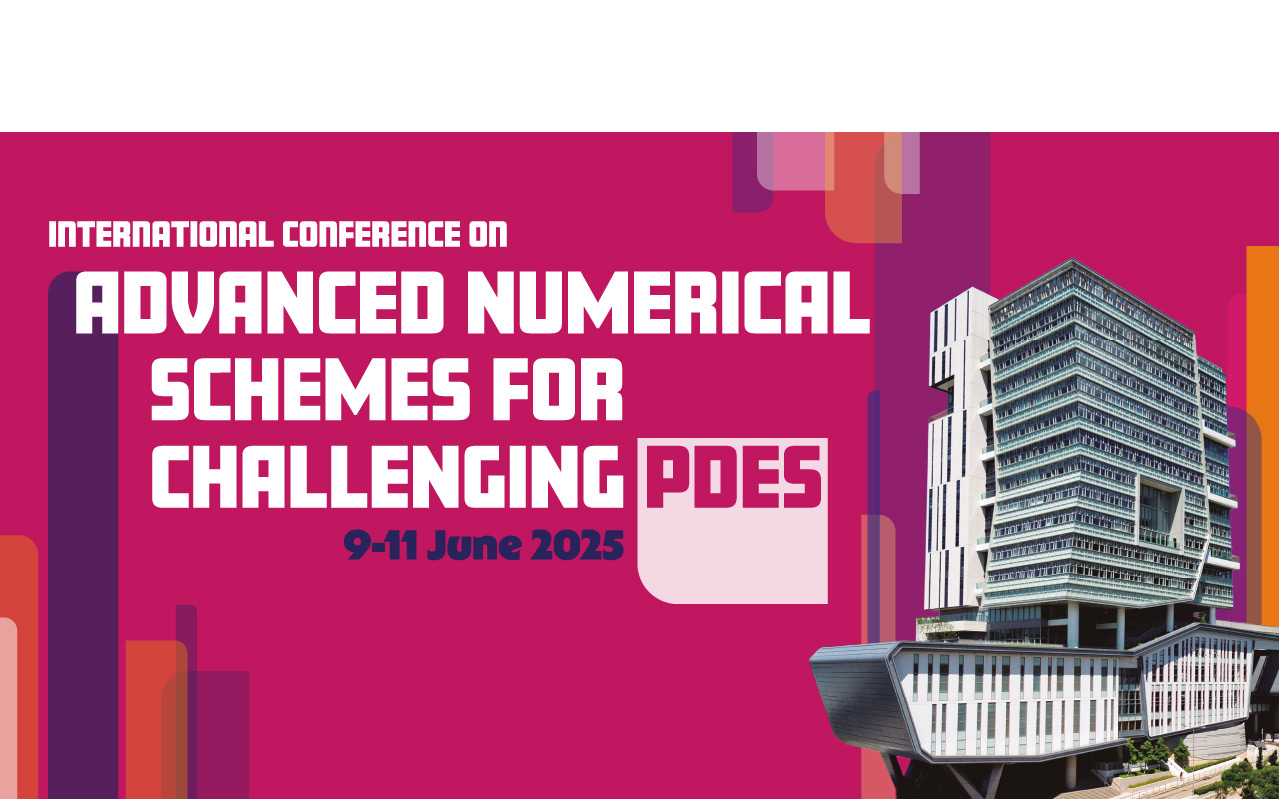 INTERNATIONAL CONFERENCE ON
ADVANCED NUMERICAL
SCHEMES FOR
CHALLENGING PDES
9-11 June 2025